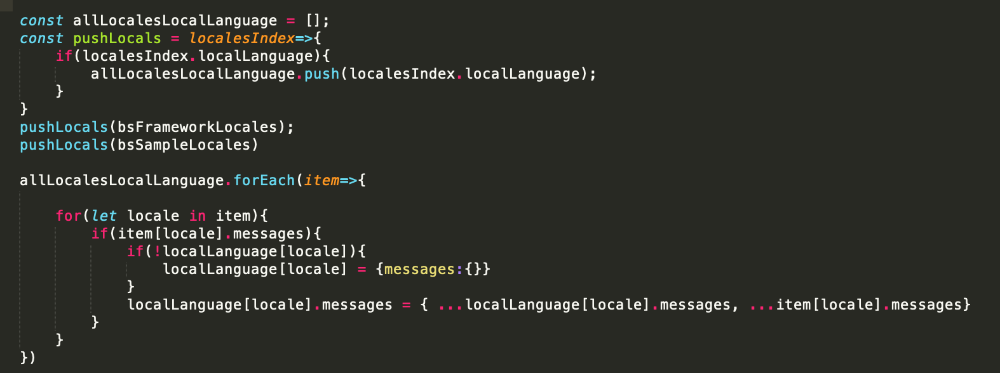 const allLocalesLocalLanguage = [];
const pushLocals = localesIndex=>{
    if(localesIndex.localLanguage){
        allLocalesLocalLanguage.push(localesIndex.localLanguage);
    }
}
pushLocals(bsFrameworkLocales);
pushLocals(bsSampleLocales)

allLocalesLocalLanguage.forEach(item=>{

    for(let locale in item){
        if(item[locale].messages){
            if(!localLanguage[locale]){
                localLanguage[locale] = {messages:{}}
            }
            localLanguage[locale].messages = { ...localLanguage[locale].messages, ...item[locale].messages}
        }
    }
})